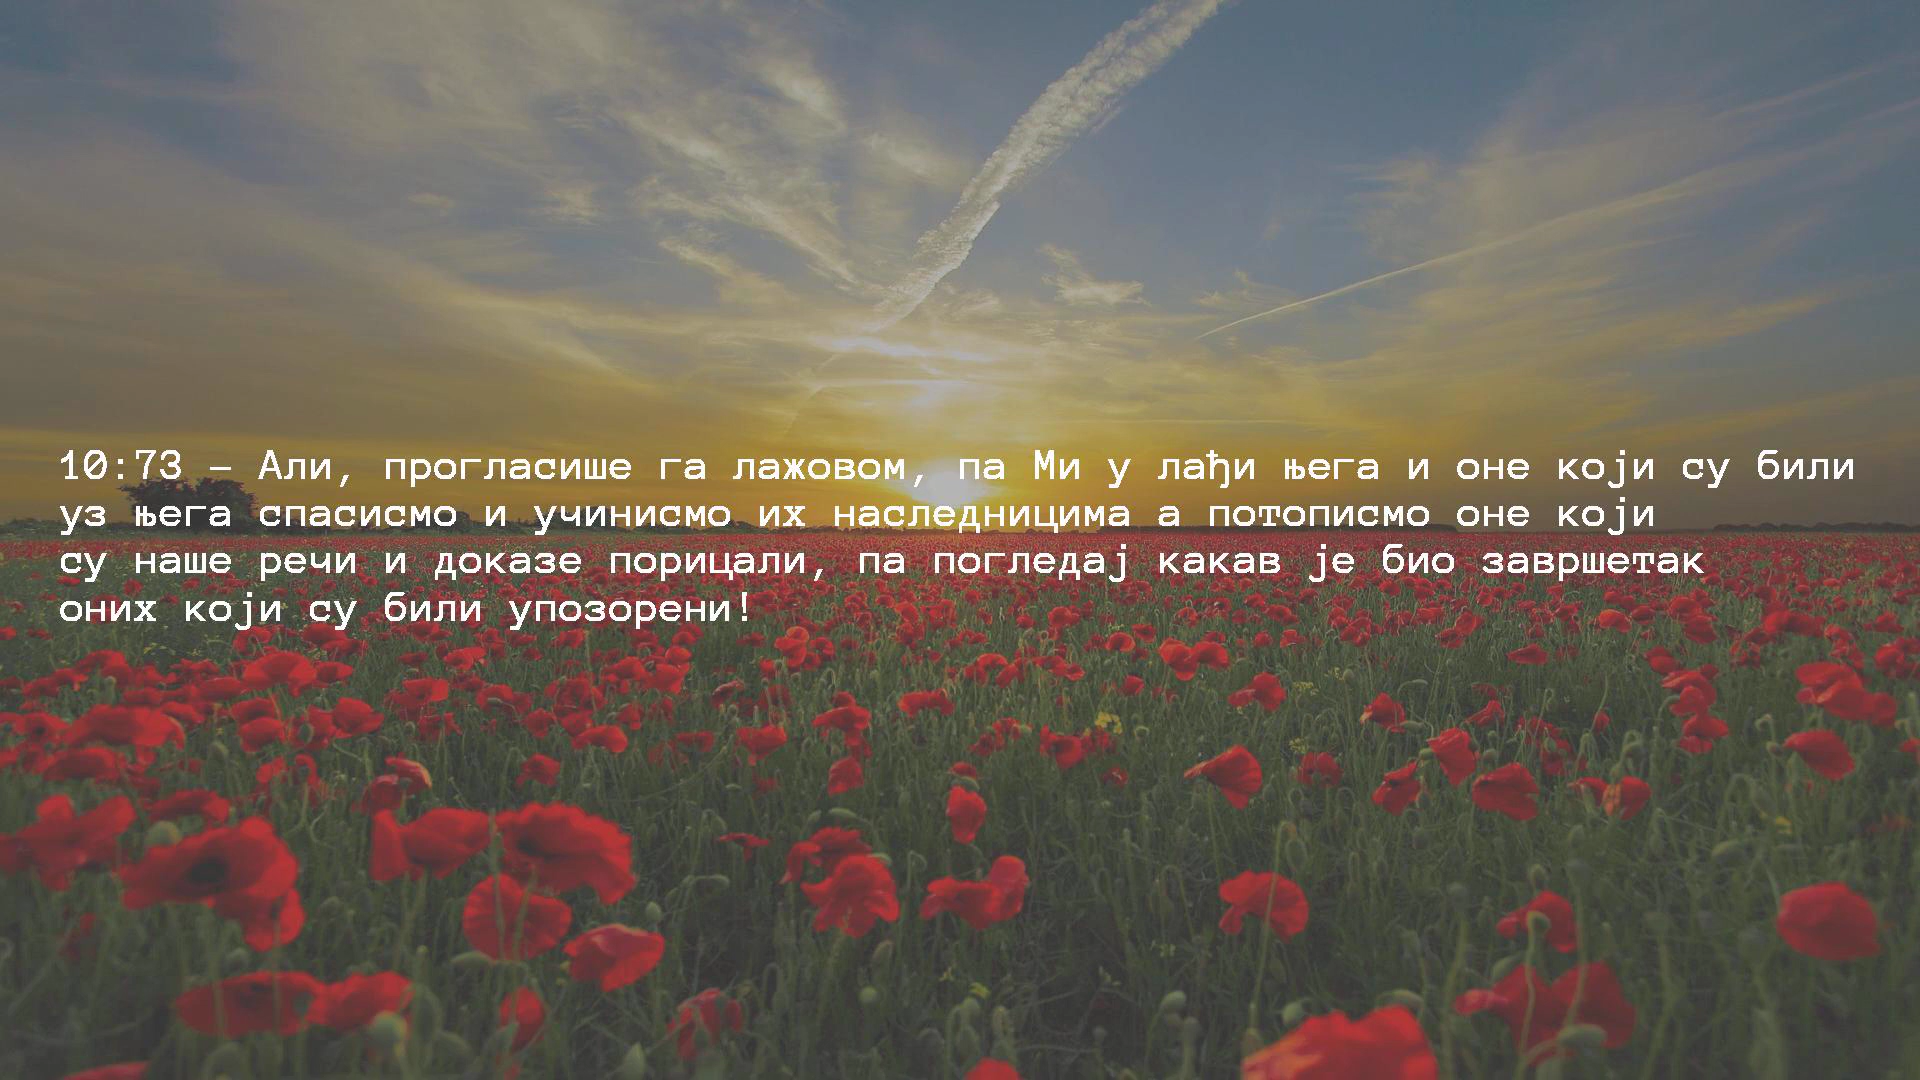 10:73 – Али, прогласише га лажовом, па Ми у лађи њега и оне који су били
уз њега спасисмо и учинисмо их наследницима а потописмо оне који
су наше речи и доказе порицали, па погледај какав је био завршетак
оних који су били упозорени!